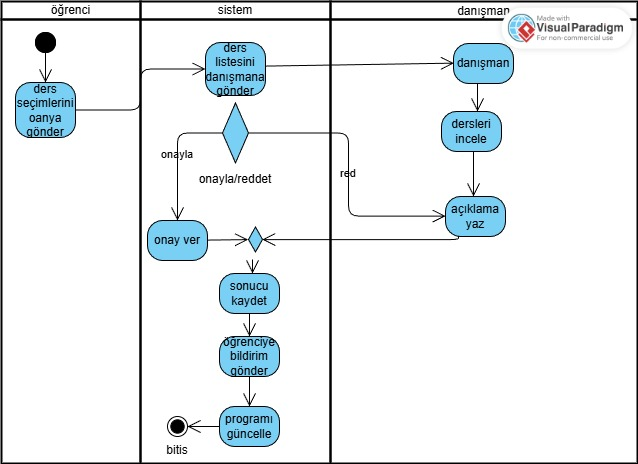 öğrenci
sistem
danışman
Made with
Visual Paradigm
For non-commercial use
ders
seçimlerini
oanya
gönder
ders
listesini
danışmana
gönder
danışman
dersleri
incele
onayla
onayla/reddet
red
açıklama
yaz
onay ver
sonucu
kaydet
öğrenciye
bildirim
gönder
programı
güncelle
bitis